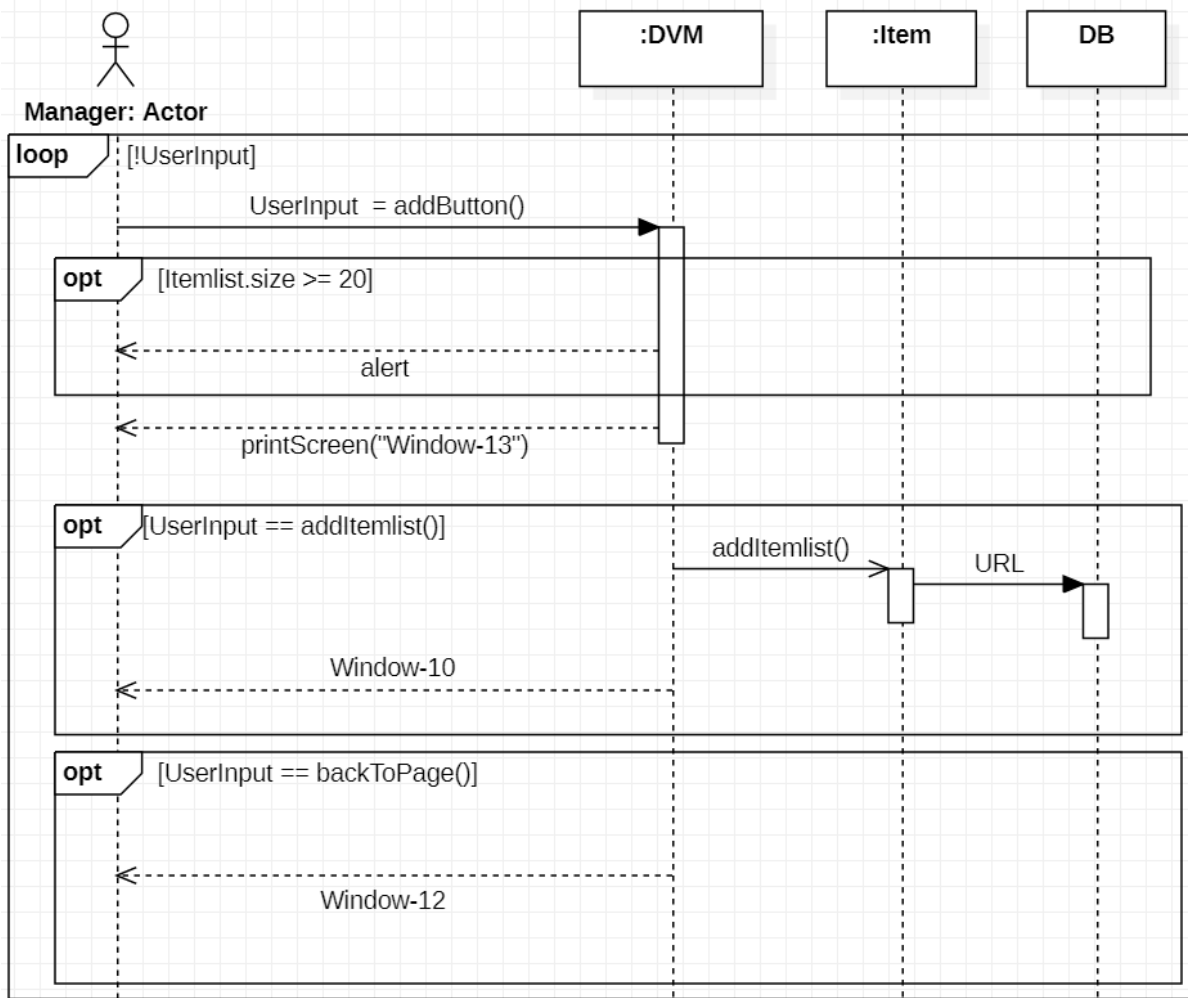 :DVM
:Item
DB
Manager: Actor
loop
[!UserInput]
UserInput  = addButton()
opt
[Itemlist.size >= 20]
alert
printScreen("Window-13")
opt
[UserInput == addItemlist()]
addItemlist()
URL
Window-10
opt
[UserInput == backToPage()]
Window-12